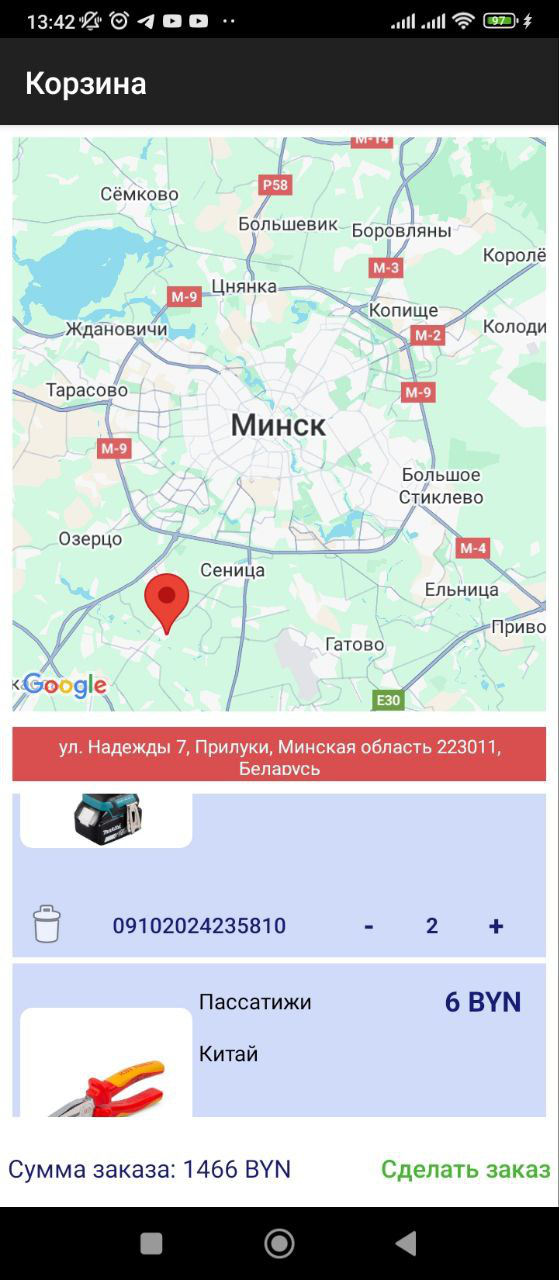 13:42
97
Корзина
М-14
Р58
Сёмково
Большевик
Боровляны
Королё
М-3
Цнянка
М-9
Копище
Ждановичи
М-2
Колоди
Тарасово
М-9
Минск
М-9
Большое
Стиклево
Озерцо
М-4
Сеница
Ельница
Приво
Гатово
Google
E30
ул. Надежды 7, Прилуки, Минская область 223011,
Беларусь
09102024235810
-
2
+
Пассатижи
6 BYN
Китай
Сумма заказа: 1466 BYN
Сделать заказ